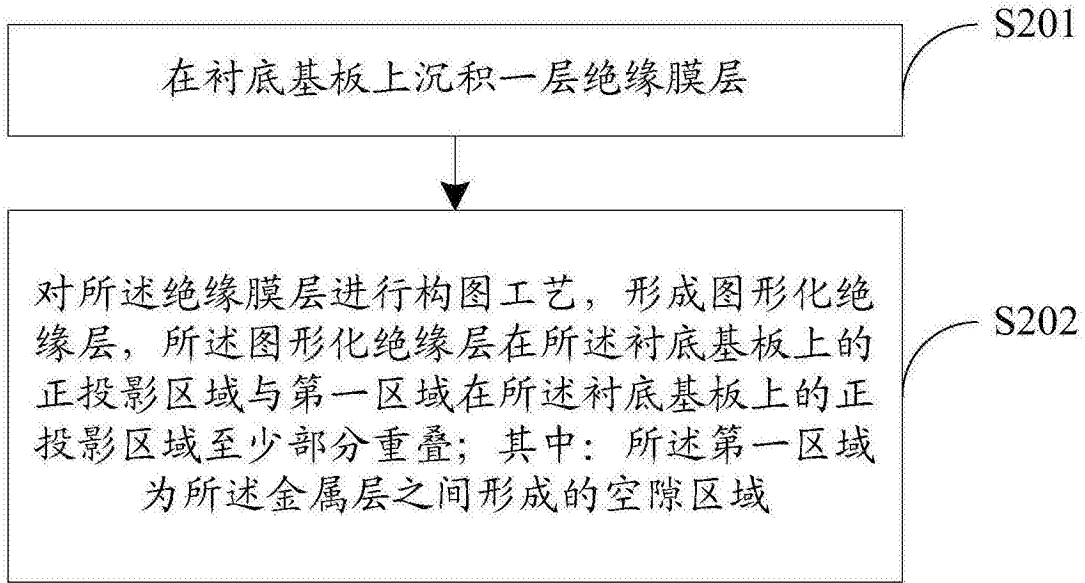 S201
在衬底基板上沉积一层绝缘膜层
对所述绝缘膜层进行构图工艺，形成图形化绝
缘层，所述图形化绝缘层在所述衬底基板上的
正投影区域与第一区域在所述衬底基板上的正
投影区域至少部分重叠；其中：所述第一区域
为所述金属层之间形成的空隙区域
S202